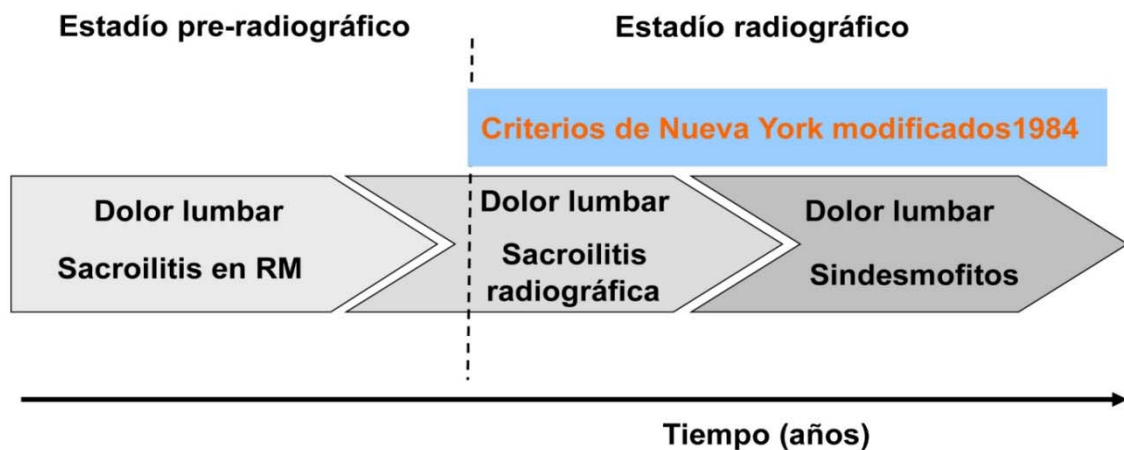 Estadío pre-radiográfico
Estadío radiográfico
Criterios de Nueva York modificados1984
Dolor lumbar
Sacroilitis en RM
Dolor lumbar
Sacroilitis
radiográfica
Dolor lumbar
Sindesmofitos
Tiempo (años)